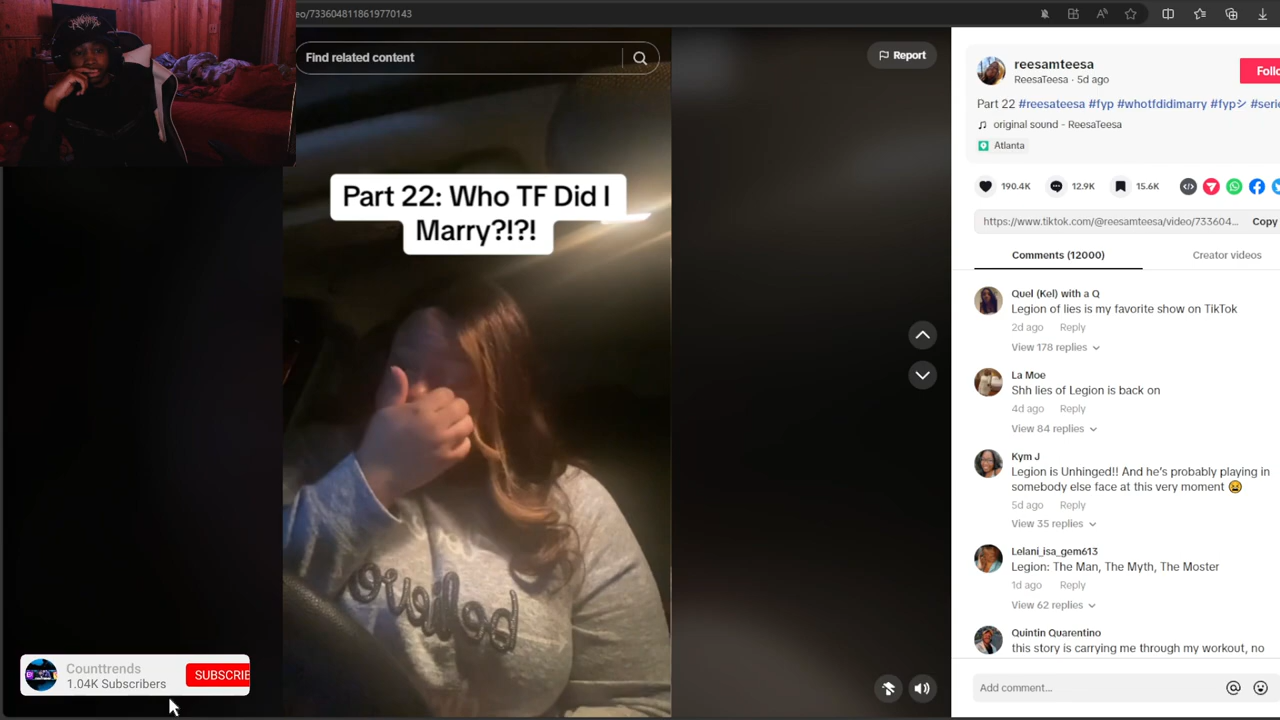 eo/7336048118619770143
Find related content
Report
Part 22: Who TF Did I
Marry?!?!
believe
Counttrends
1.04K Subscribers
SUBSCRIB
reesamteesa
ReesaTeesa · 5d ago
Follo
Part 22 #reesateesa #fyp #whotfdidimarry #fypシ #serie
original sound - ReesaTeesa
Atlanta
190.4K
12.9K
15.6K
https://www.tiktok.com/@reesamteesa/video/733604...
Copy
Comments (12000)
Creator videos
Quel (Kel) with a Q
Legion of lies is my favorite show on TikTok
2d ago Reply
View 178 replies
La Moe
Shh lies of Legion is back on
4d ago Reply
View 84 replies
Kym J
Legion is Unhinged!! And he's probably playing in
somebody else face at this very moment 😫
5d ago Reply
View 35 replies
Lelani_isa_gem613
Legion: The Man, The Myth, The Moster
1d ago Reply
View 62 replies
Quintin Quarentino
this story is carrying me through my workout, no
Add comment...